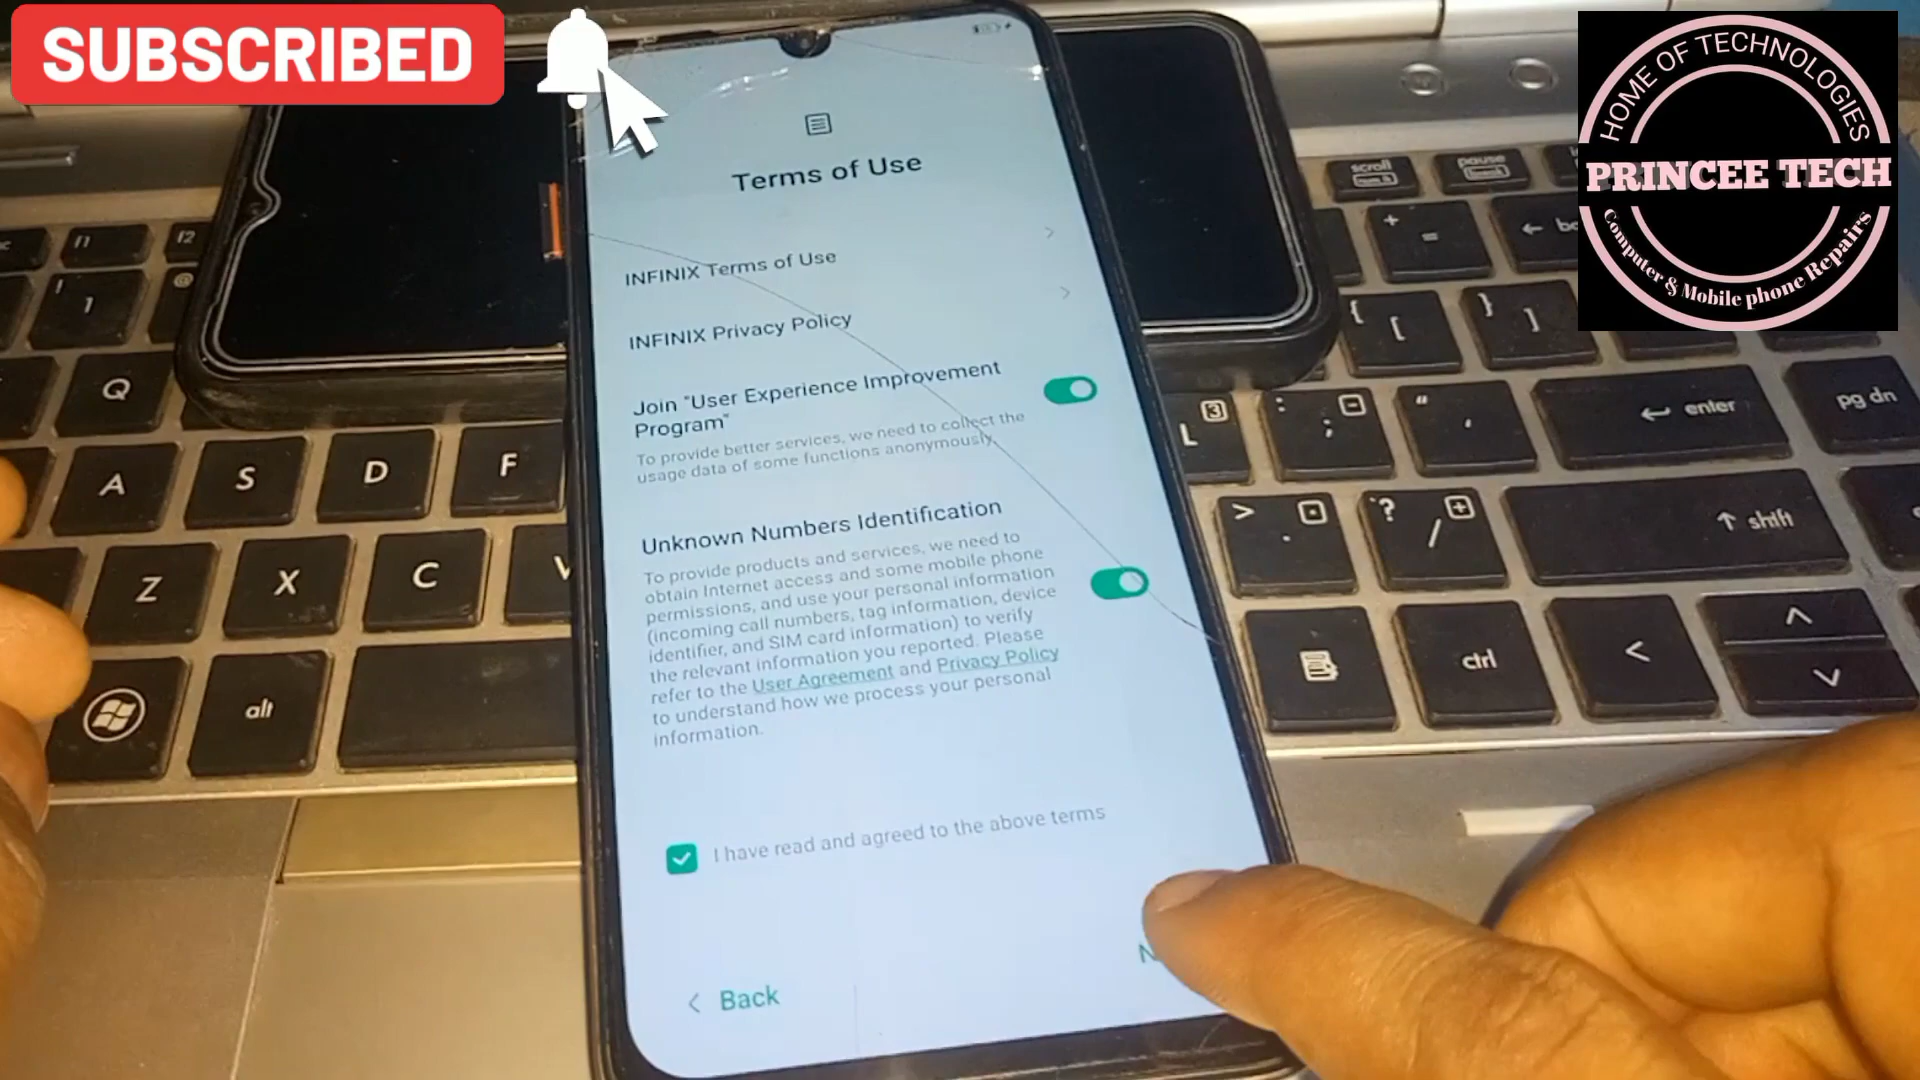 SUBSCRIBED
HOME OF TECHNOLOGIES
PRINCEE TECH
Computer & Mobile phone Repairs
Terms of Use
INFINIX Terms of Use
INFINIX Privacy Policy
Join "User Experience Improvement
Program"
To provide better services, we need to collect the
usage data of some functions anonymously.
Unknown Numbers Identification
To provide products and services, we need to
obtain Internet access and some mobile phone
permissions, and use your personal information
(incoming call numbers, tag information, device
identifier, and SIM card information) to verify
the relevant information you reported. Please
refer to the User Agreement and Privacy Policy
to understand how we process your personal
information.
I have read and agreed to the above terms
Back
f1
f2
! 1
@
Q
A
S
D
F
Z
X
C
V
alt
scroll
pause
+ =
{ [
} ]
L 3
: ;
" '
enter
pg dn
> .
? /
shift
ctrl
<